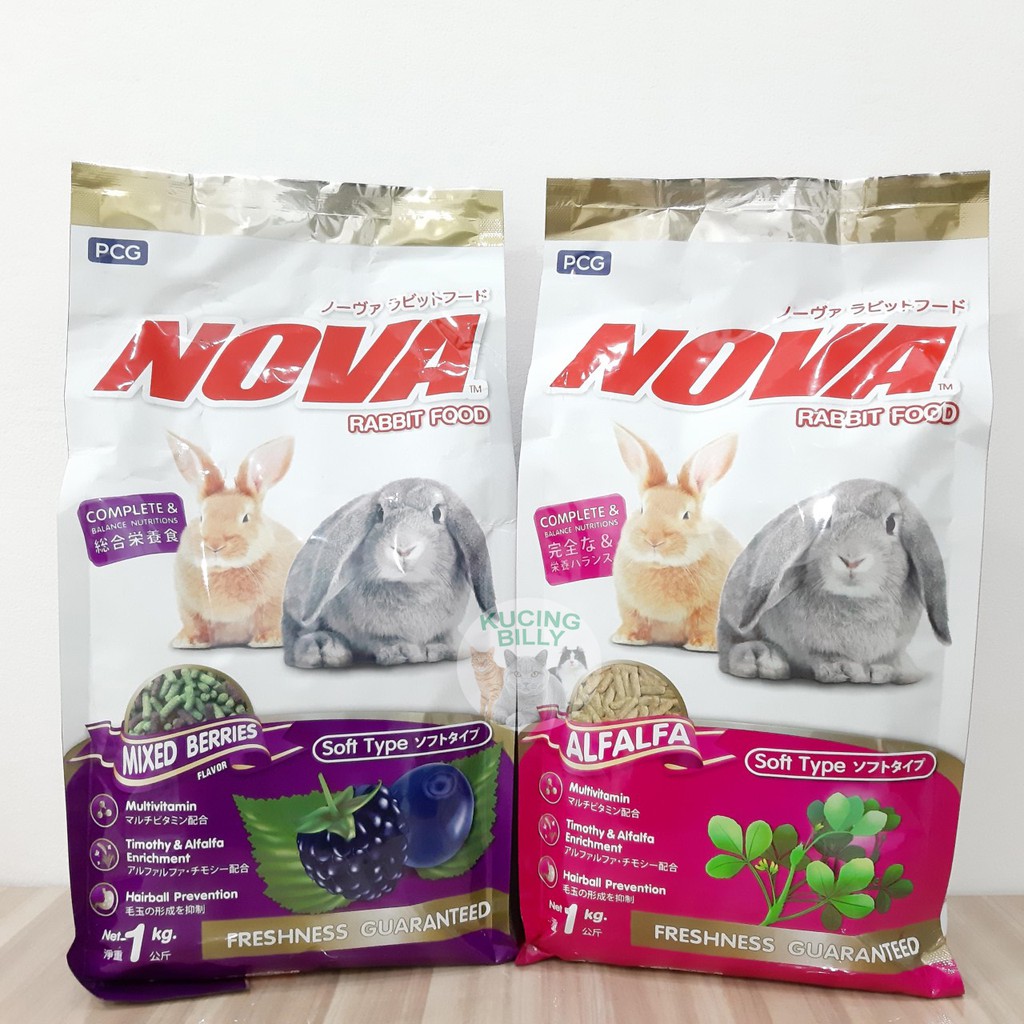 PCG
ノーヴァ ラビットフード
NOVA
TM
RABBIT FOOD
COMPLETE &
BALANCE NUTRITIONS
総合栄養食
MIXED BERRIES
FLAVOR
Soft Type ソフトタイプ
Multivitamin
マルチビタミン配合
Timothy & Alfalfa
Enrichment
アルファルファ・チモシー配合
Hairball Prevention
毛玉の形成を抑制
Net 1 kg.
淨重 公斤
FRESHNESS GUARANTEED
PCG
ノーヴァ ラビットフード
NOVA
TM
RABBIT FOOD
COMPLETE &
BALANCE NUTRITIONS
完全な &
栄養バランス
ALFALFA
Soft Type ソフトタイプ
Multivitamin
マルチビタミン配合
Timothy & Alfalfa
Enrichment
アルファルファ・チモシー配合
Hairball Prevention
毛玉の形成を抑制
Net 1 kg.
公斤
FRESHNESS GUARANTEED
KUCING
BILLY